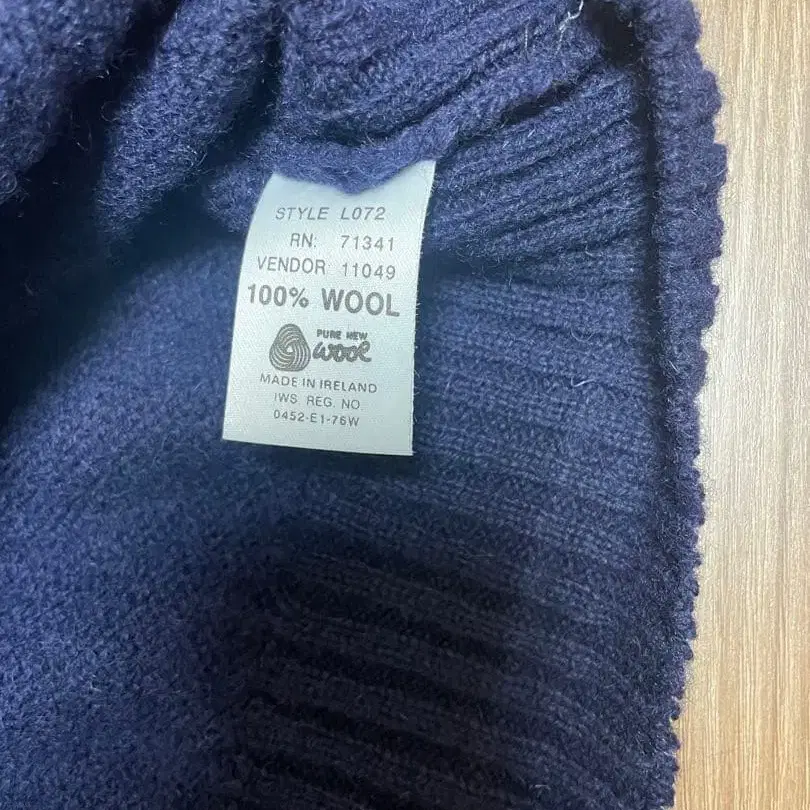 STYLE L072
RN: 71341
VENDOR 11049
100% WOOL
PURE NEW
WOOL
MADE IN IRELAND
IWS. REG. NO.
0452-E1-76W